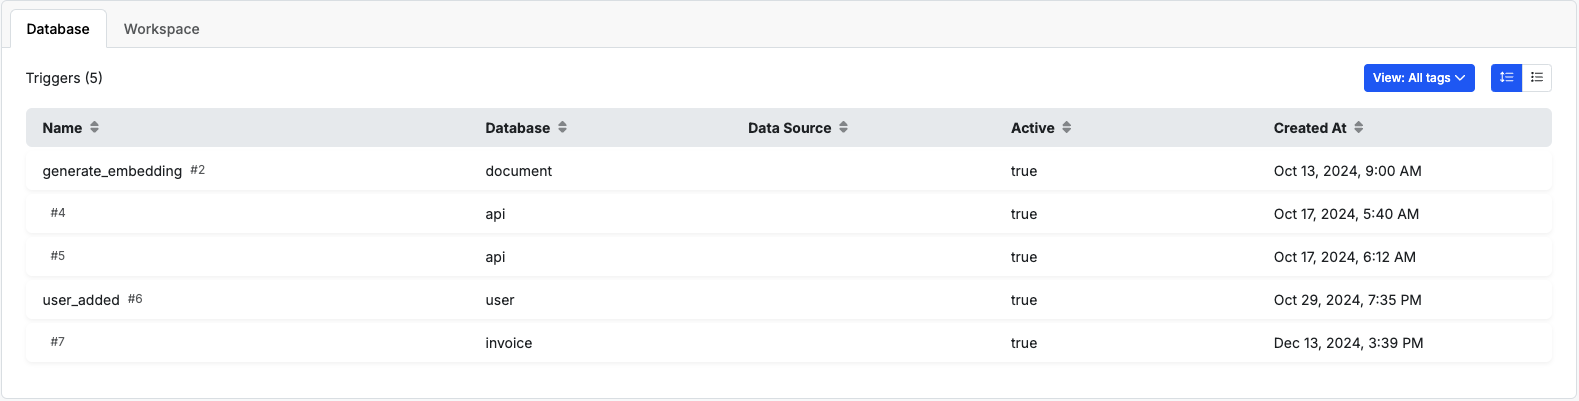 Database Workspace
Triggers (5) View: All tags
Name Database Data Source Active Created At
generate_embedding #2 document true Oct 13, 2024, 9:00 AM
#4 api true Oct 17, 2024, 5:40 AM
#5 api true Oct 17, 2024, 6:12 AM
user_added #6 user true Oct 29, 2024, 7:35 PM
#7 invoice true Dec 13, 2024, 3:39 PM